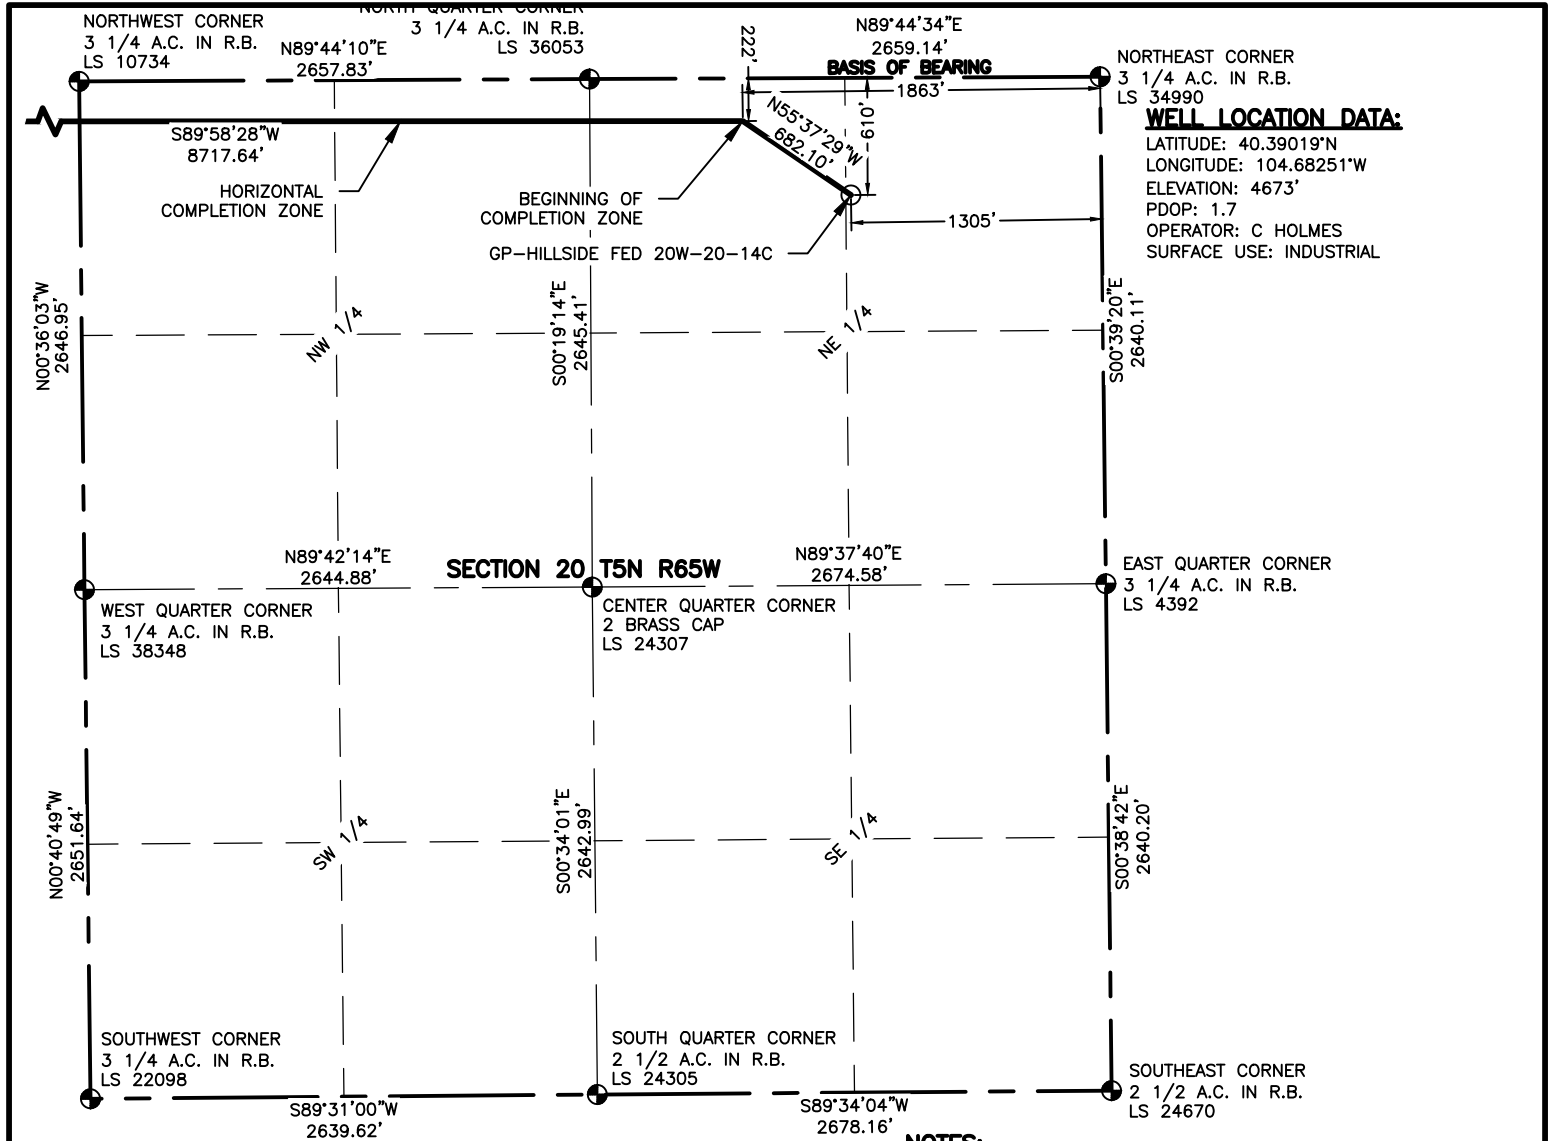 NORTHWEST CORNER
3 1/4 A.C. IN R.B.
LS 10734
N89°44'10"E
2657.83'
NORTH QUARTER CORNER
3 1/4 A.C. IN R.B.
LS 36053
222'
N89°44'34"E
2659.14'
BASIS OF BEARING
1863'
NORTHEAST CORNER
3 1/4 A.C. IN R.B.
LS 34990
WELL LOCATION DATA:
LATITUDE: 40.39019°N
LONGITUDE: 104.68251°W
ELEVATION: 4673'
PDOP: 1.7
OPERATOR: C HOLMES
SURFACE USE: INDUSTRIAL
S89°58'28"W
8717.64'
HORIZONTAL
COMPLETION ZONE
BEGINNING OF
COMPLETION ZONE
N55°37'29"W
682.10'
610'
1305'
GP-HILLSIDE FED 20W-20-14C
N00°36'03"W
2646.95'
NW 1/4
S00°19'14"E
2645.41'
NE 1/4
S00°39'20"E
2640.11'
N89°42'14"E
2644.88'
SECTION 20 T5N R65W
N89°37'40"E
2674.58'
WEST QUARTER CORNER
3 1/4 A.C. IN R.B.
LS 38348
CENTER QUARTER CORNER
2 BRASS CAP
LS 24307
EAST QUARTER CORNER
3 1/4 A.C. IN R.B.
LS 4392
N00°40'49"W
2651.64'
SW 1/4
S00°34'01"E
2642.99'
SE 1/4
S00°38'42"E
2640.20'
SOUTHWEST CORNER
3 1/4 A.C. IN R.B.
LS 22098
S89°31'00"W
2639.62'
SOUTH QUARTER CORNER
2 1/2 A.C. IN R.B.
LS 24305
S89°34'04"W
2678.16'
SOUTHEAST CORNER
2 1/2 A.C. IN R.B.
LS 24670
NOTES: